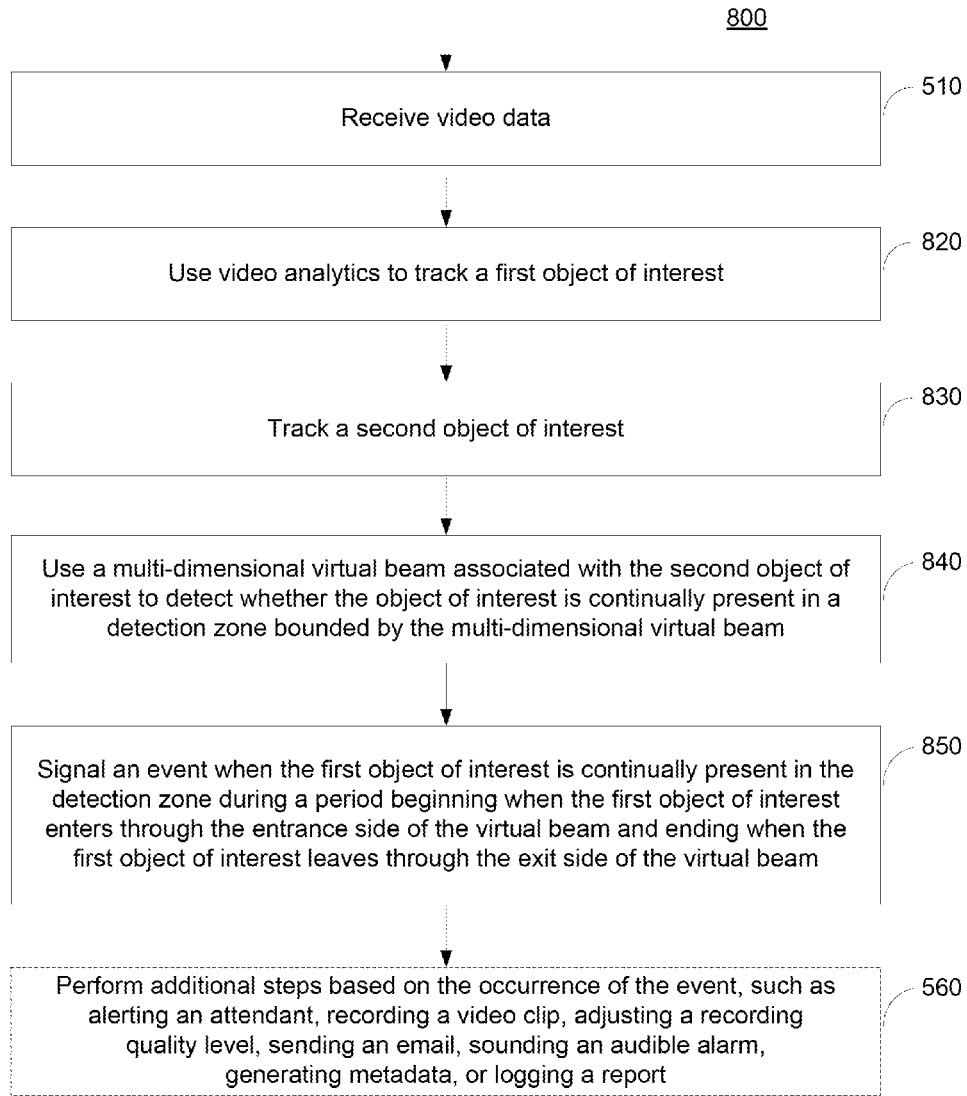 800
510
Receive video data
820
Use video analytics to track a first object of interest
830
Track a second object of interest
840
Use a multi-dimensional virtual beam associated with the second object of
interest to detect whether the object of interest is continually present in a
detection zone bounded by the multi-dimensional virtual beam
850
Signal an event when the first object of interest is continually present in the
detection zone during a period beginning when the first object of interest
enters through the entrance side of the virtual beam and ending when the
first object of interest leaves through the exit side of the virtual beam
560
Perform additional steps based on the occurrence of the event, such as
alerting an attendant, recording a video clip, adjusting a recording
quality level, sending an email, sounding an audible alarm,
generating metadata, or logging a report